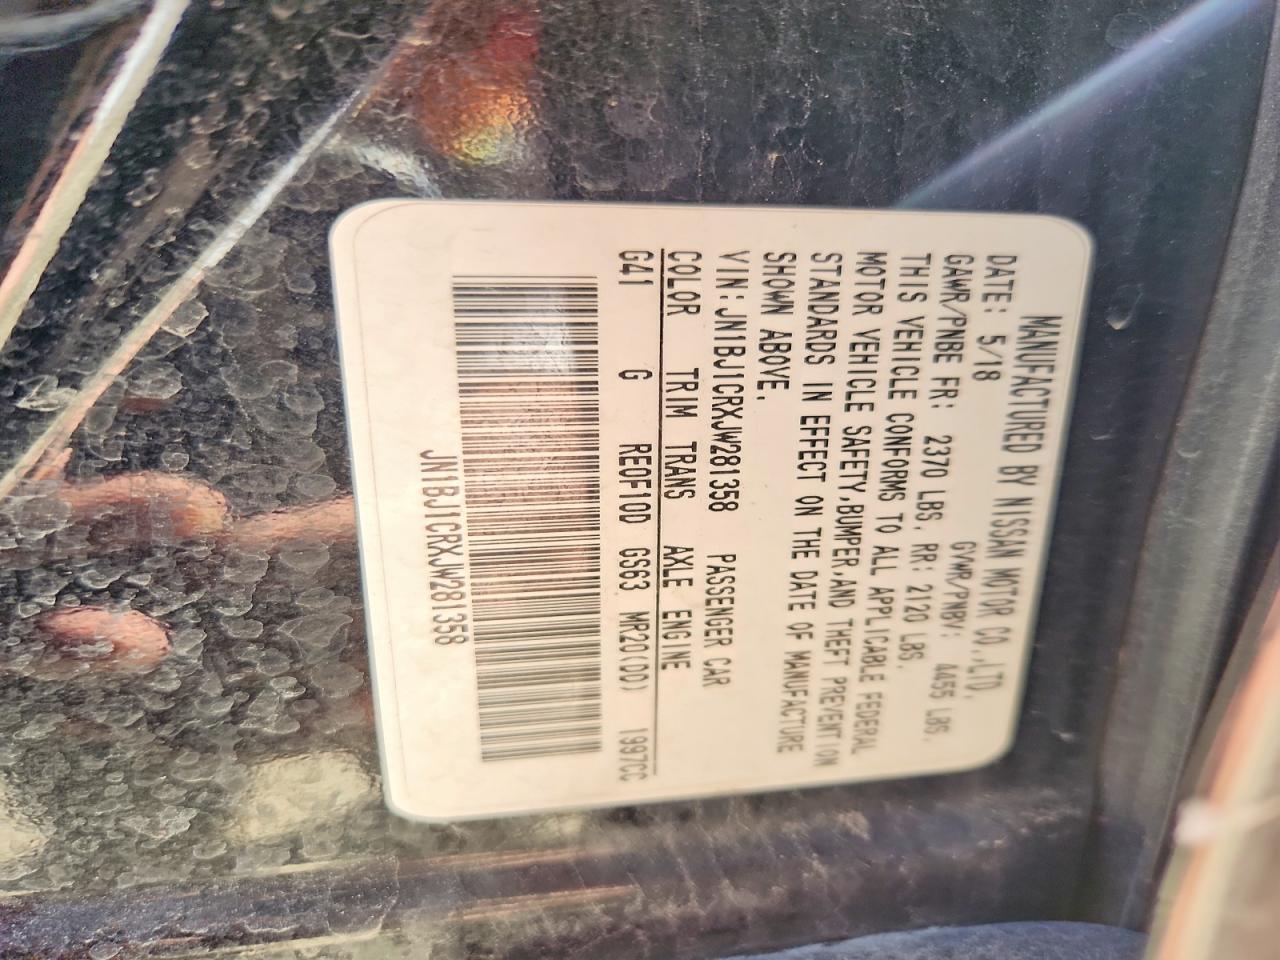 MANUFACTURED BY NISSAN MOTOR CO.,LTD.
DATE: 5/18 GVWR/PNBV: 4455 LBS.
GAWR/PNBE FR: 2370 LBS, RR: 2120 LBS.
THIS VEHICLE CONFORMS TO ALL APPLICABLE FEDERAL
MOTOR VEHICLE SAFETY,BUMPER,AND THEFT PREVENTION
STANDARDS IN EFFECT ON THE DATE OF MANUFACTURE
SHOWN ABOVE.
VIN:JN1BJ1CRXJW281358 PASSENGER CAR
COLOR TRIM TRANS AXLE ENGINE
G41 G RE0F10D GS63 MR20(DD) 1997CC
JN1BJ1CRXJW281358